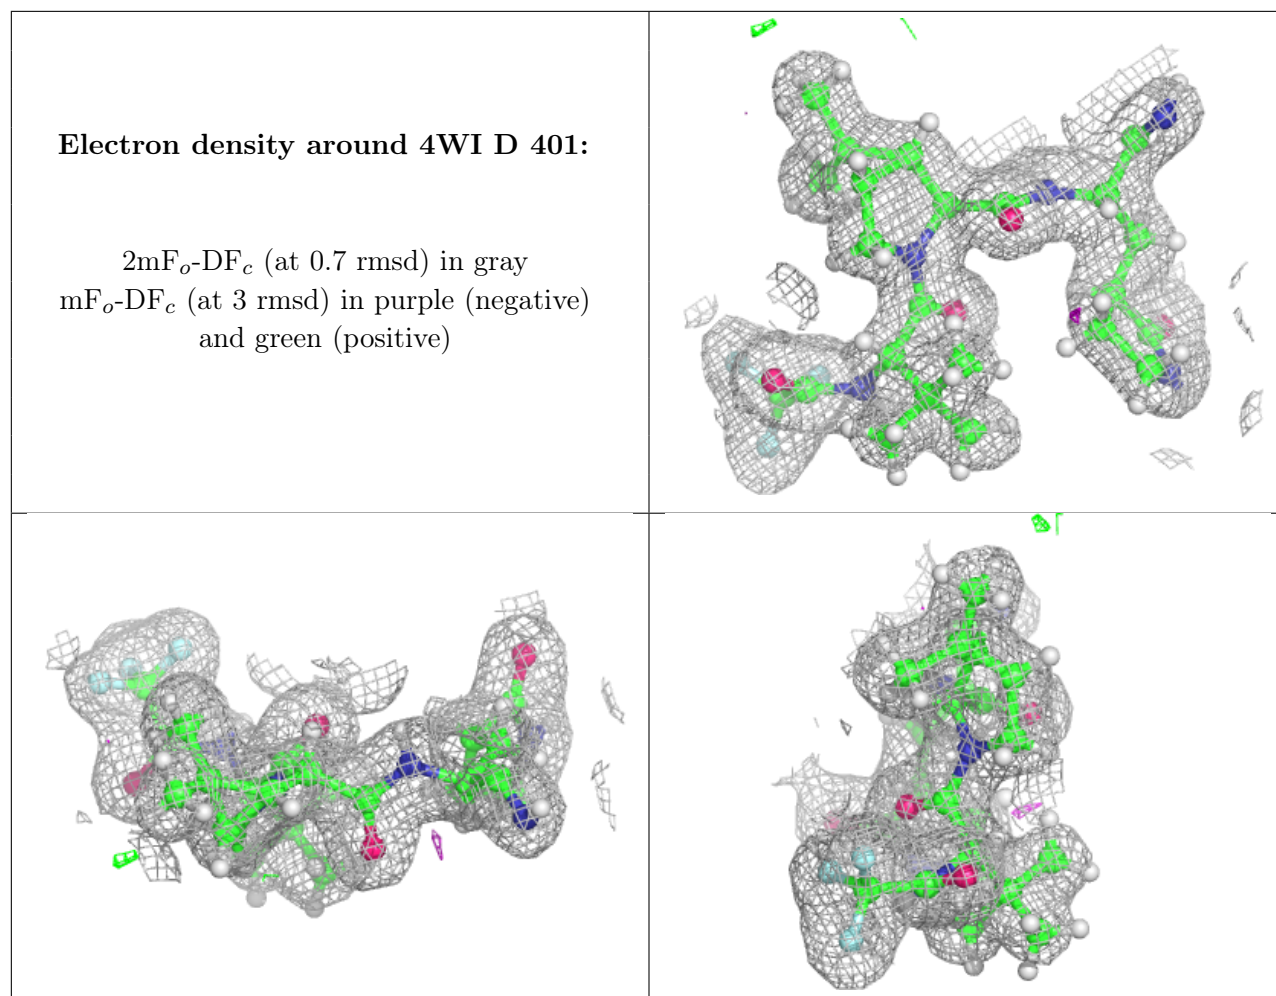 Electron density around 4WI D 401:
2mFo-DFc (at 0.7 rmsd) in gray
mFo-DFc (at 3 rmsd) in purple (negative)
and green (positive)